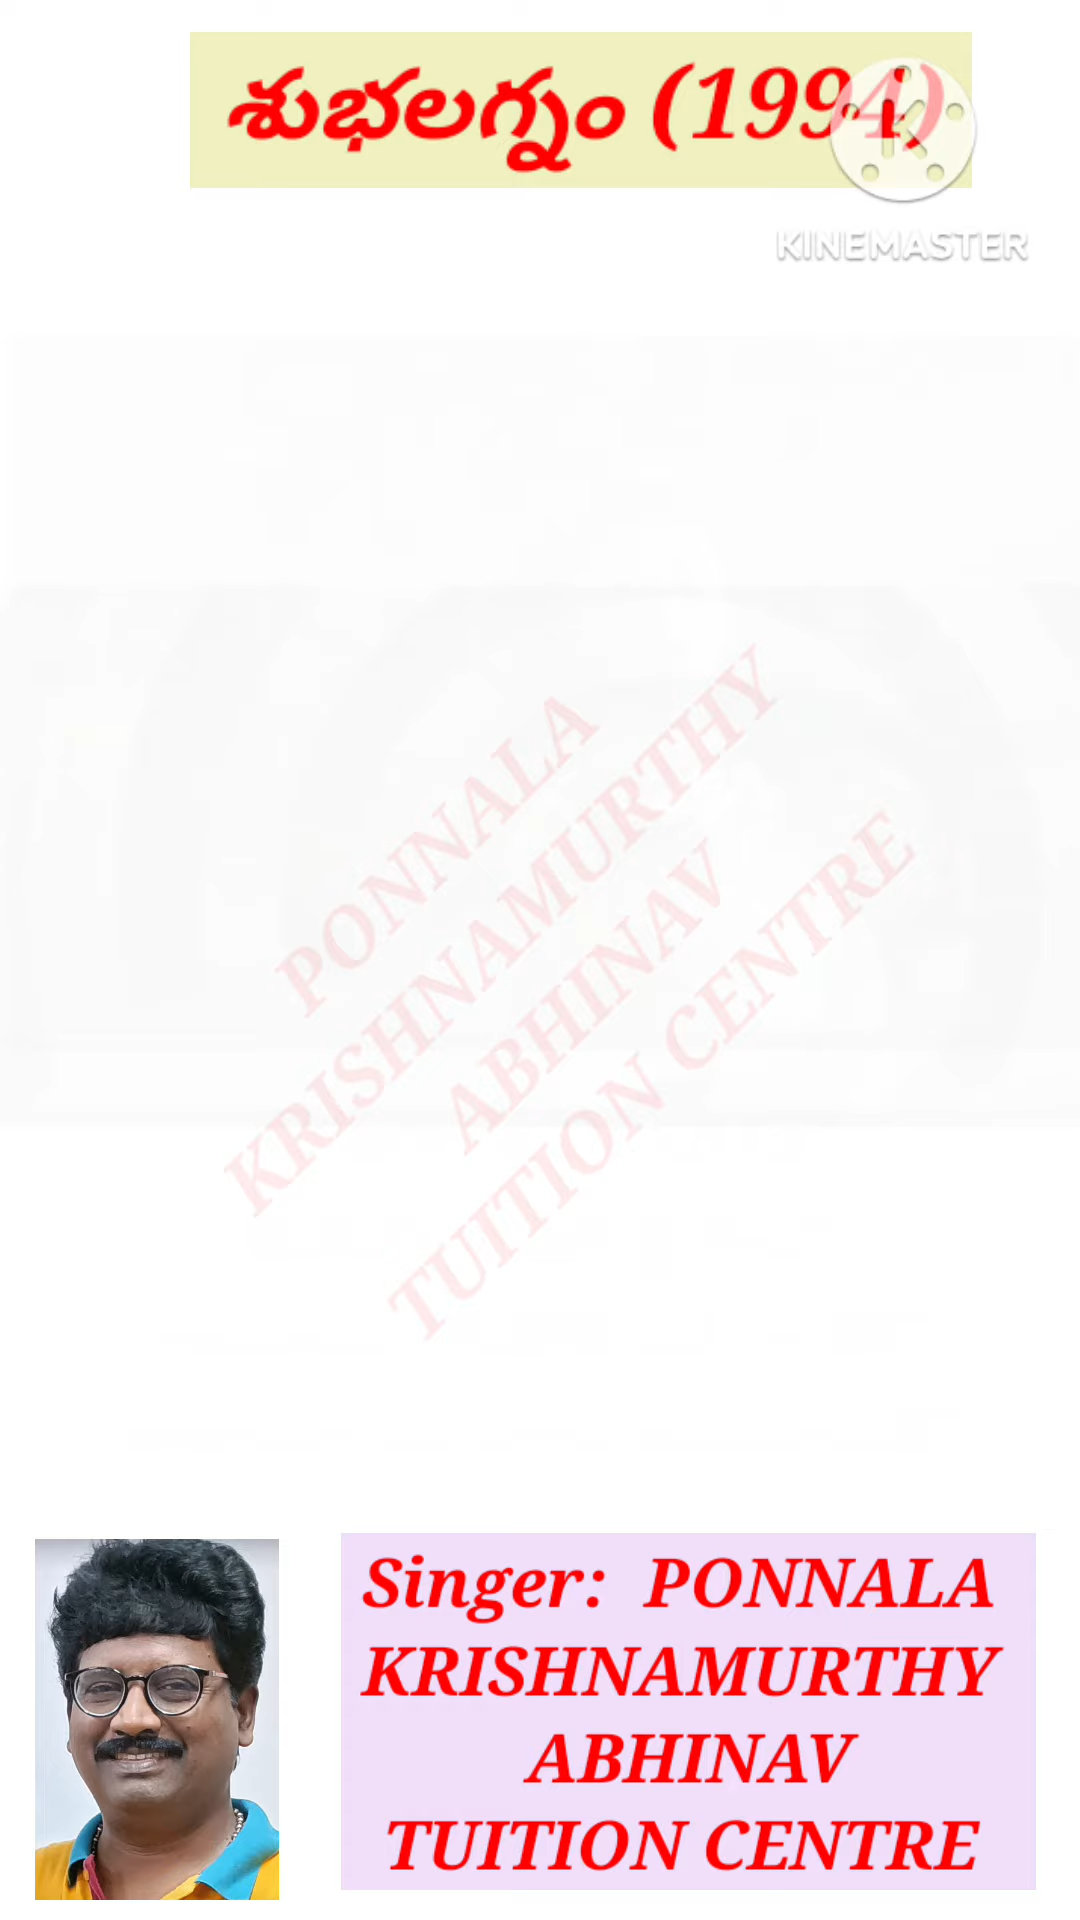 శుభలగ్నం (1994)
KINEMASTER
PONNALA
KRISHNAMURTHY
ABHINAV
TUITION CENTRE
Singer: PONNALA
KRISHNAMURTHY
ABHINAV
TUITION CENTRE